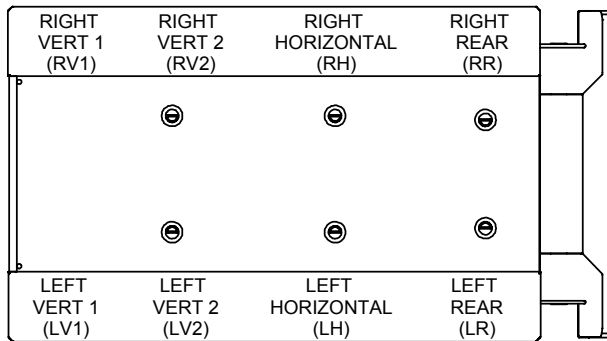 RIGHT
VERT 1
(RV1)
RIGHT
VERT 2
(RV2)
RIGHT
HORIZONTAL
(RH)
RIGHT
REAR
(RR)
LEFT
VERT 1
(LV1)
LEFT
VERT 2
(LV2)
LEFT
HORIZONTAL
(LH)
LEFT
REAR
(LR)